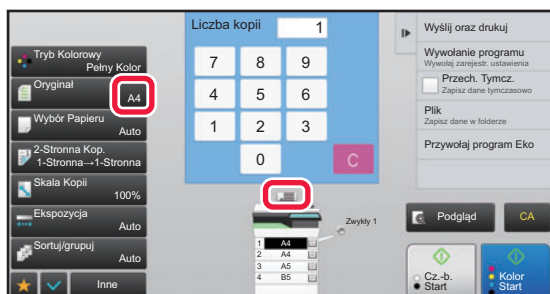 Liczba kopii 1
Tryb Kolorowy
Pełny Kolor
Oryginał
A4
Wybór Papieru
Auto
2-Stronna Kop.
1-Stronna→1-Stronna
Skala Kopii
100%
Ekspozycja
Auto
Sortuj/grupuj
Auto
Inne
7 8 9
4 5 6
1 2 3
0 C
Zwykły 1
1 A4
2 A4
3 A5
4 B5
Wyślij oraz drukuj
Wywołanie programu
Wywołaj zarejestr. ustawienia
Przech. Tymcz.
Zapisz dane tymczasowo
Plik
Zapisz dane w folderze
Przywołaj program Eko
Podgląd CA
Cz.-b.
Start
Kolor
Start